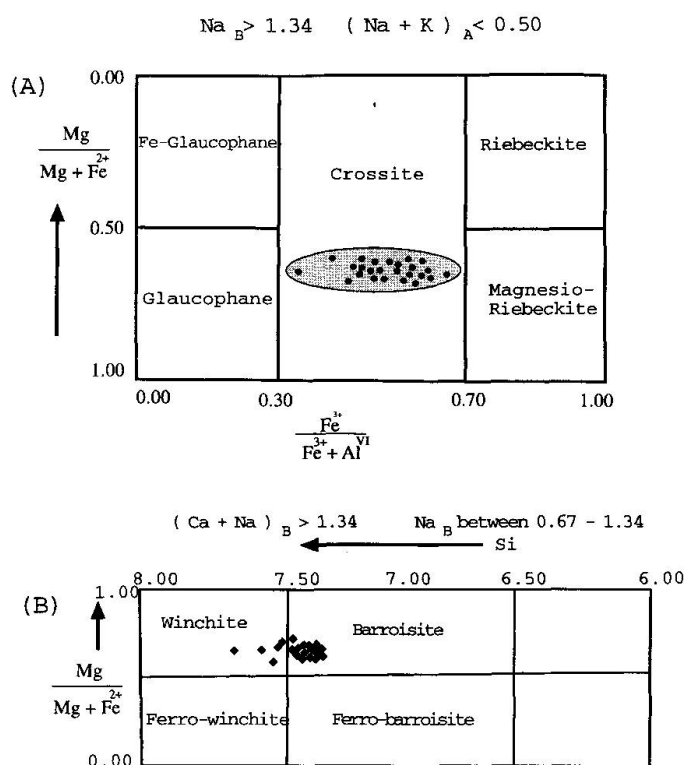 Na B > 1.34 ( Na + K ) A < 0.50
(A)
0.00
Mg
Mg + Fe2+
Fe-Glaucophane
Crossite
Riebeckite
0.50
Glaucophane
Magnesio-
Riebeckite
1.00
0.00 0.30 0.70 1.00
Fe3+
Fe3+ + AlVI
( Ca + Na ) B > 1.34 Na B between 0.67 - 1.34
Si
8.00 7.50 7.00 6.50 6.00
(B)
1.00
Winchite Barroisite
Mg
Mg + Fe2+
Ferro-winchite Ferro-barroisite
0.00